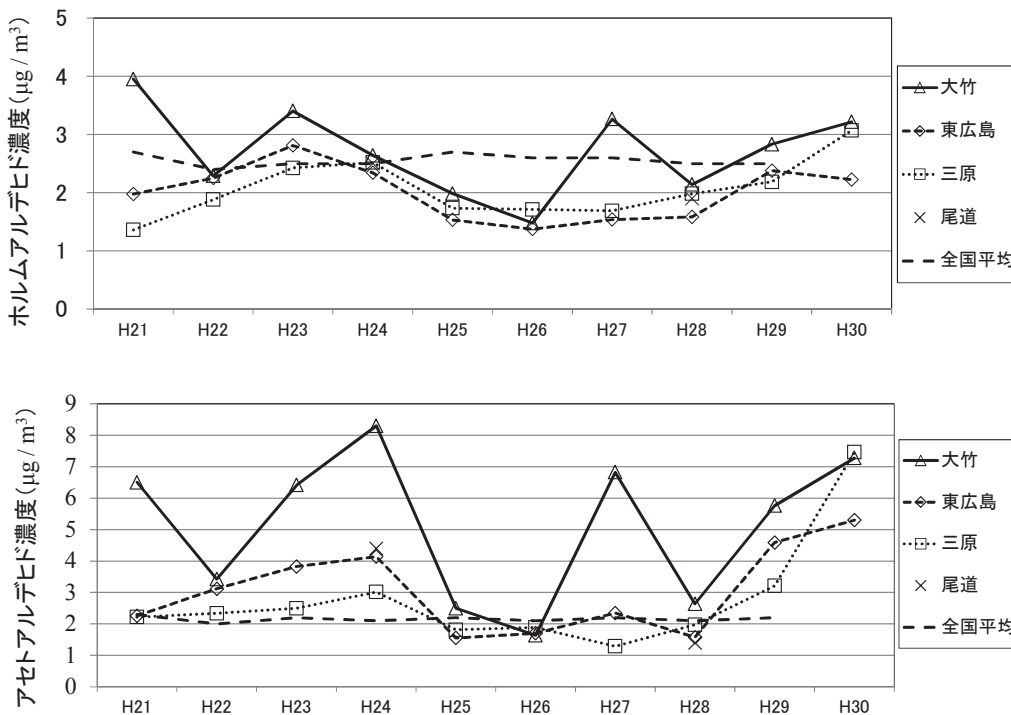 ホルムアルデヒド濃度(μg / m³)
5
4
3
2
1
0
H21 H22 H23 H24 H25 H26 H27 H28 H29 H30
大竹
東広島
三原
尾道
全国平均
アセトアルデヒド濃度(μg / m³)
9
8
7
6
5
4
3
2
1
0
H21 H22 H23 H24 H25 H26 H27 H28 H29 H30
大竹
東広島
三原
尾道
全国平均